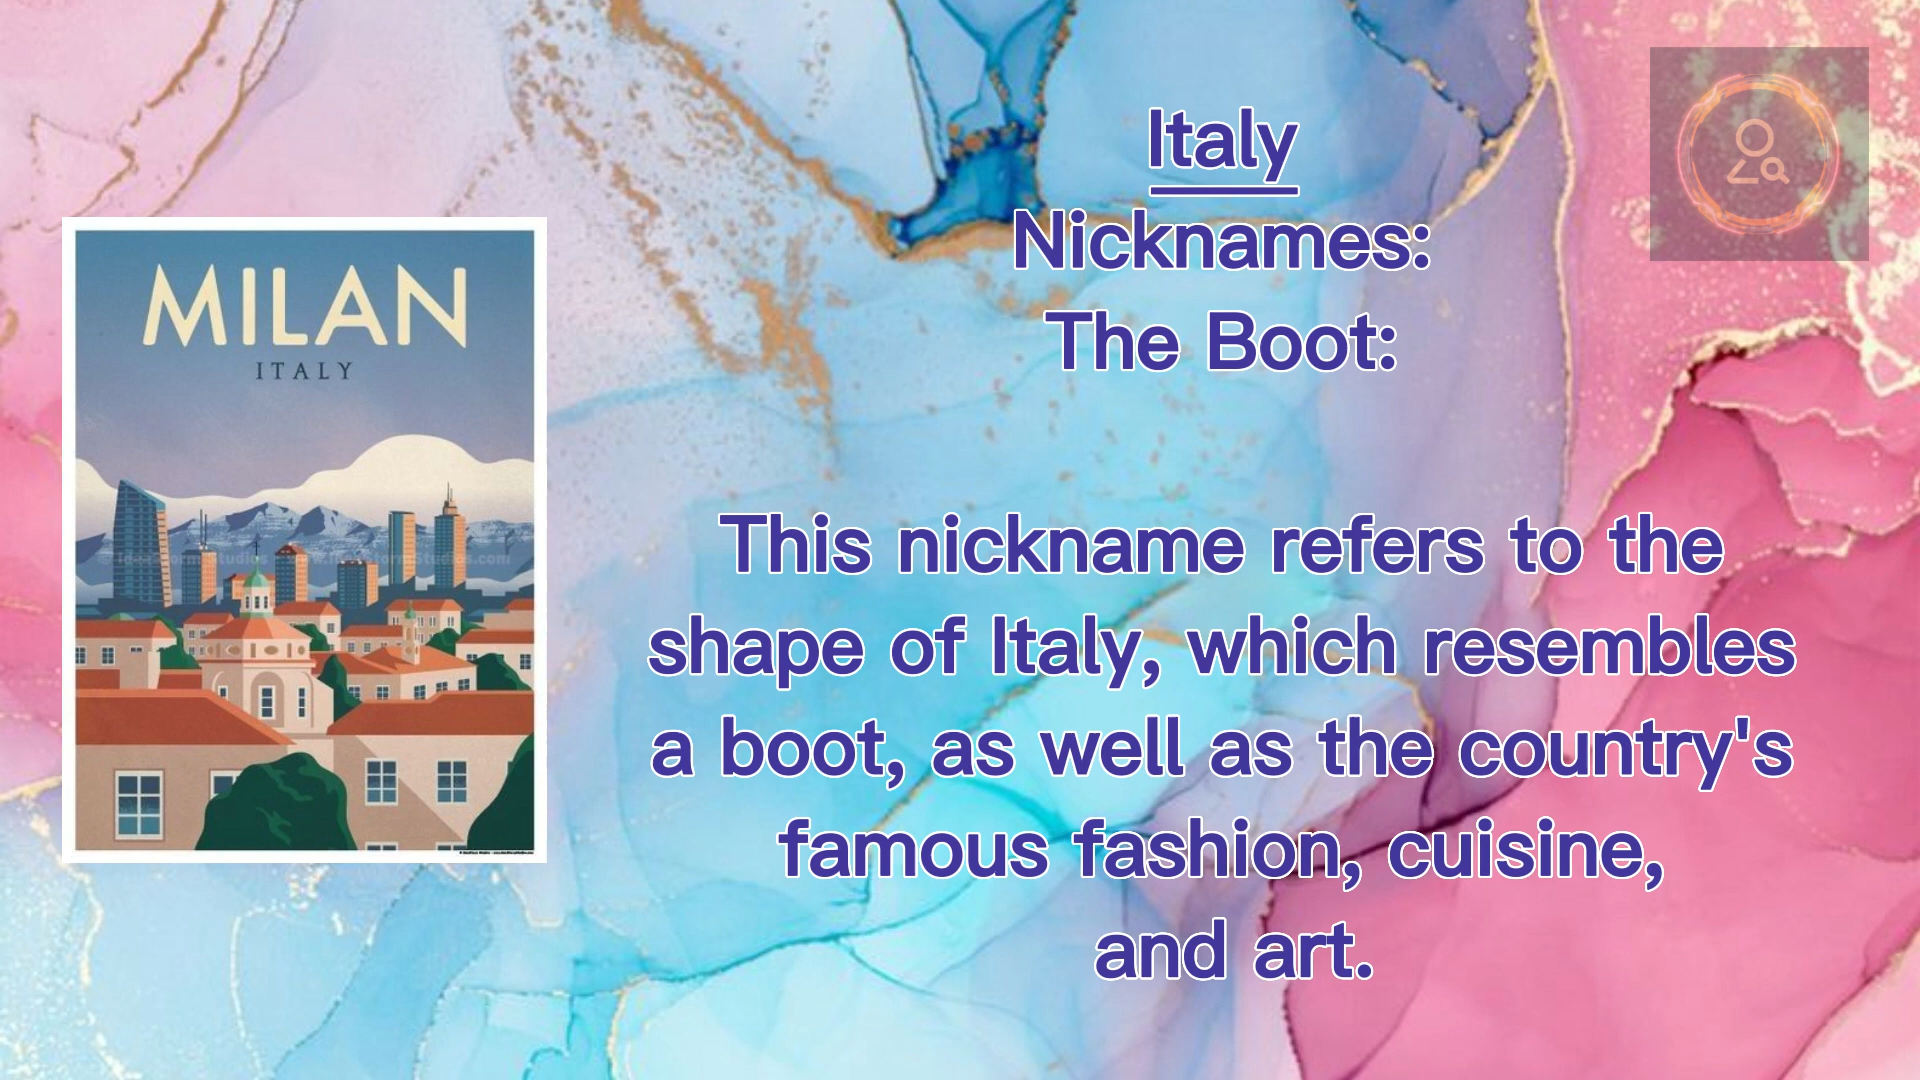 MILAN
ITALY
Italy
Nicknames:
The Boot:
This nickname refers to the
shape of Italy, which resembles
a boot, as well as the country's
famous fashion, cuisine,
and art.